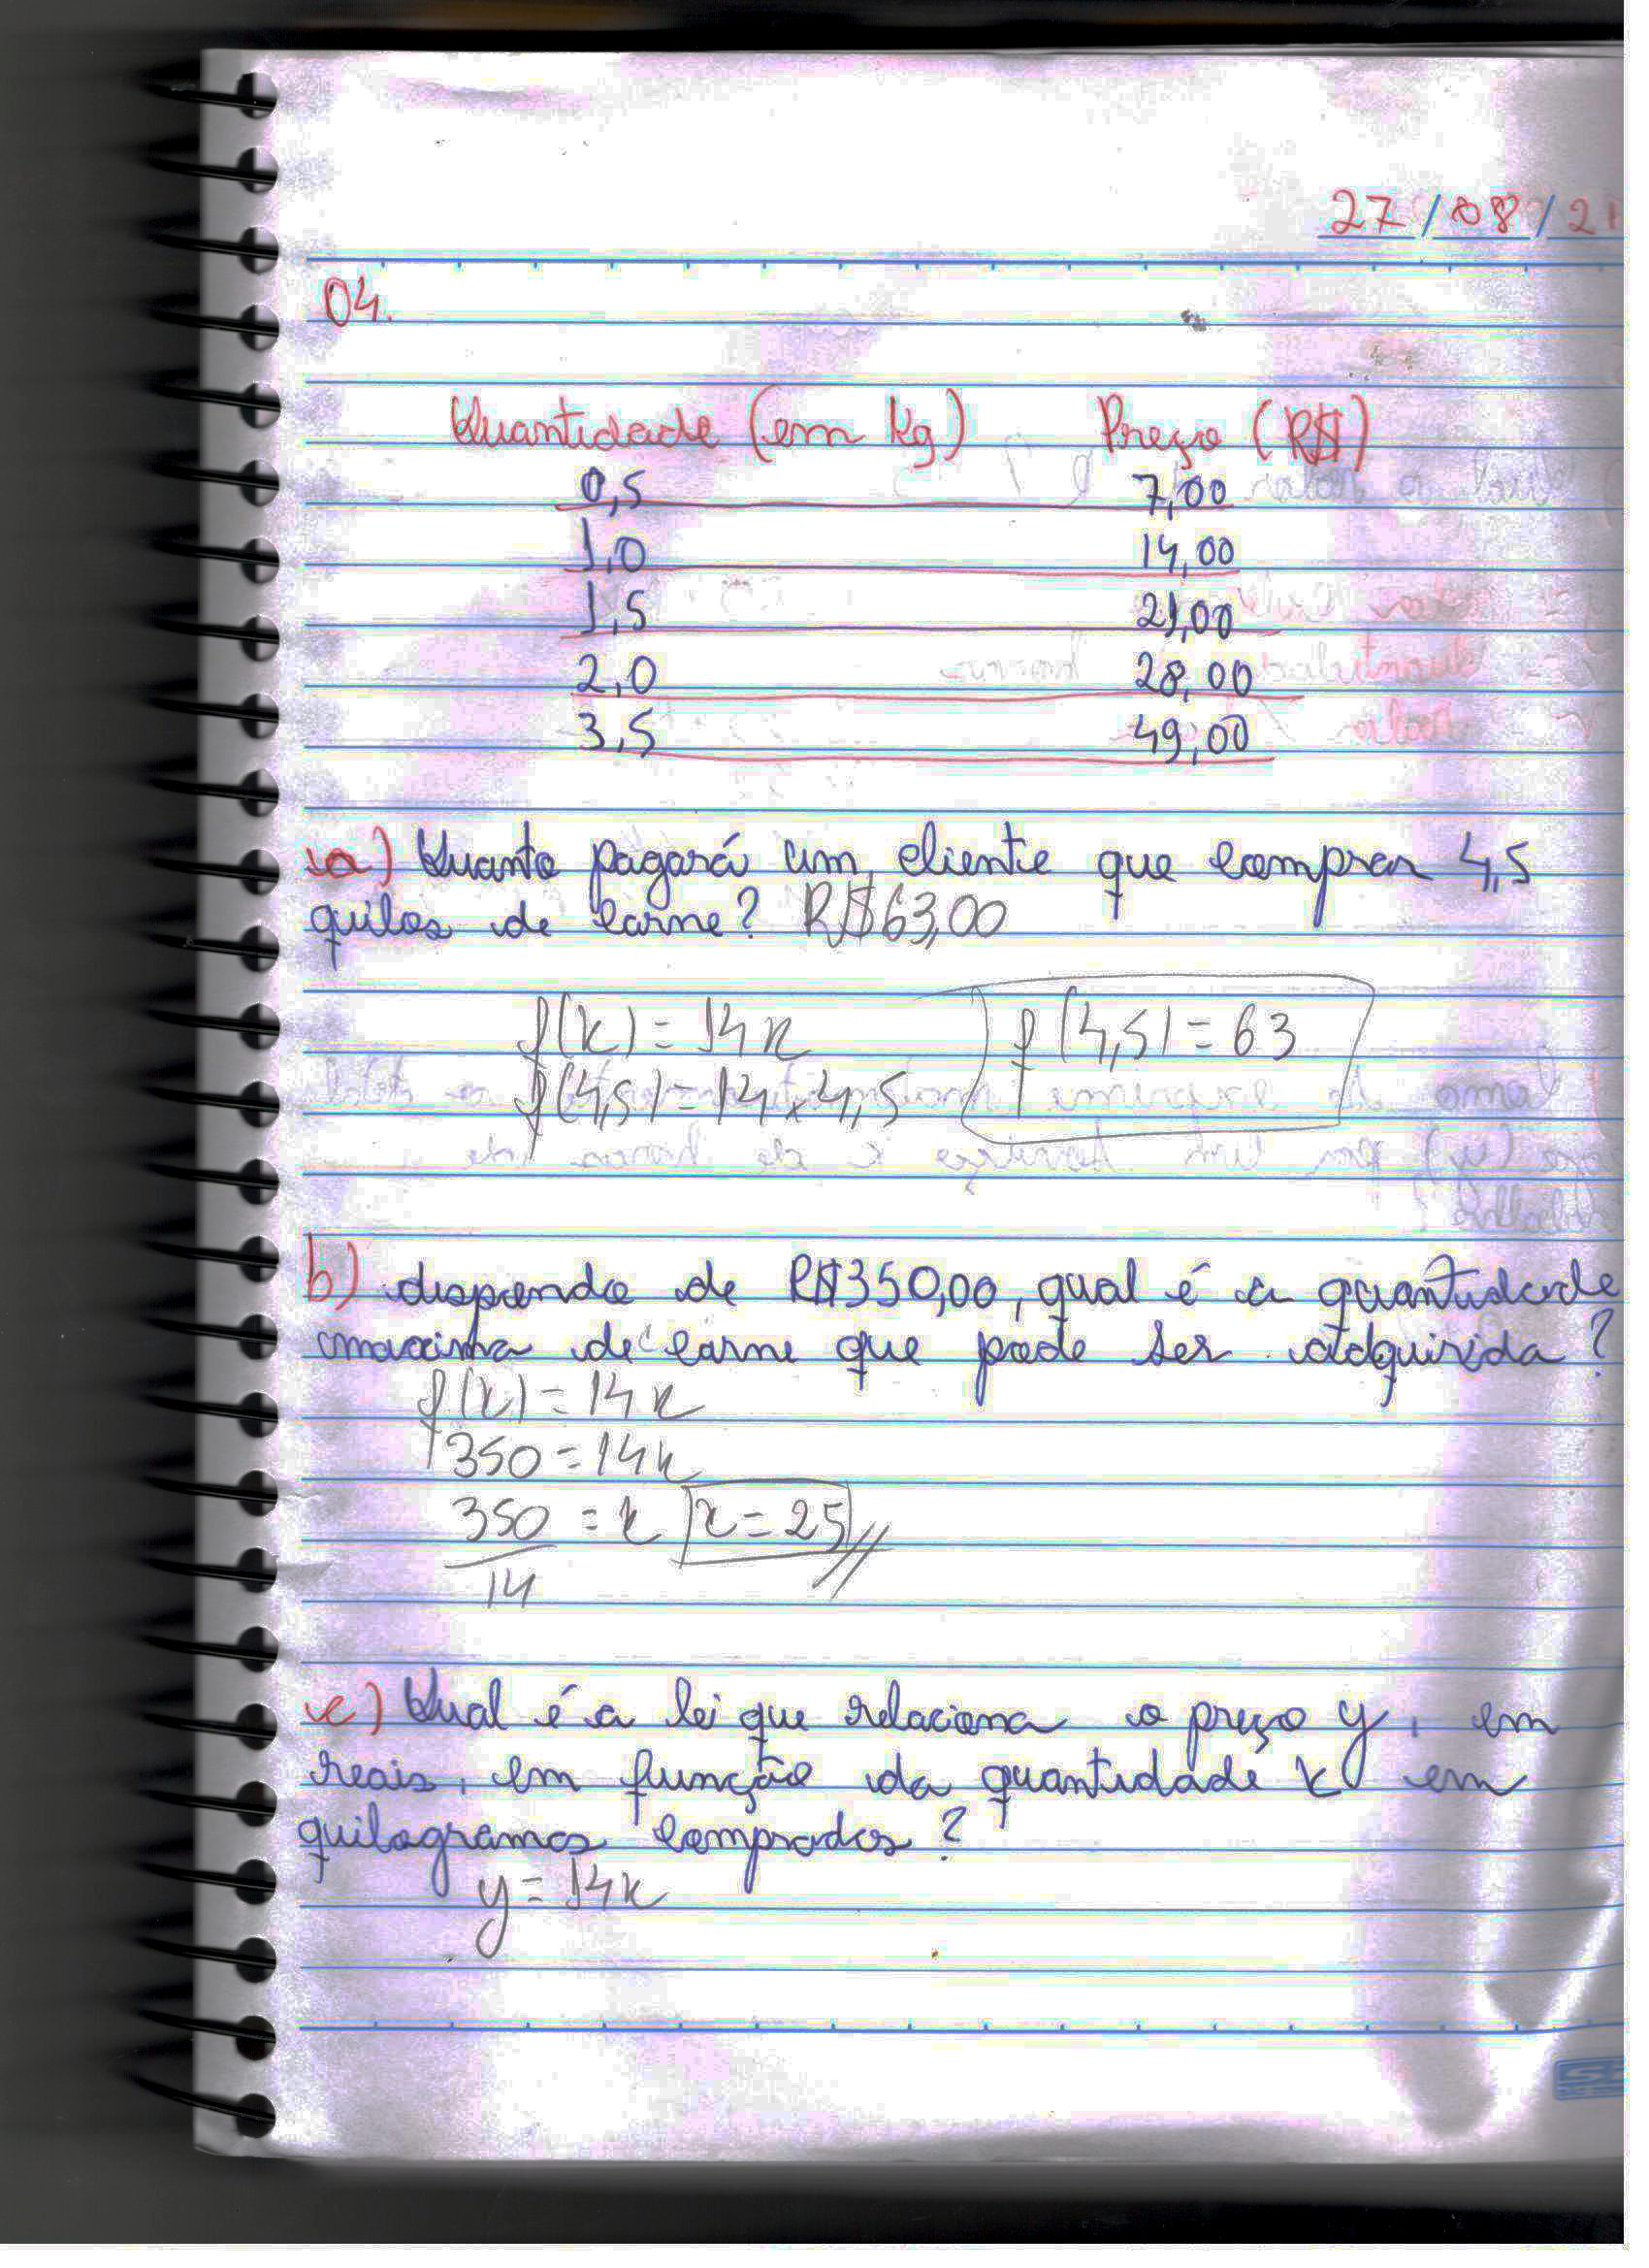 27/08/21
04.
Quantidade (em kg) Preço (R$)
0,5 7,00
1,0 14,00
1,5 21,00
2,0 28,00
3,5 49,00
a) Quanto pagará um cliente que comprar 4,5
quilos de carne? R$63,00
f(x) = 14x f(4,5) = 63
f(4,5) = 14 x 4,5
b) dispondo de R$350,00, qual é a quantidade
maxinha de carne que pode ser adquirida?
f(x) = 14x
350 = 14x
350 = x x = 25
14
c) Qual é a lei que relaciona o preço y, em
reais, em função da quantidade x em
quilogramos comprados?
y = 14x